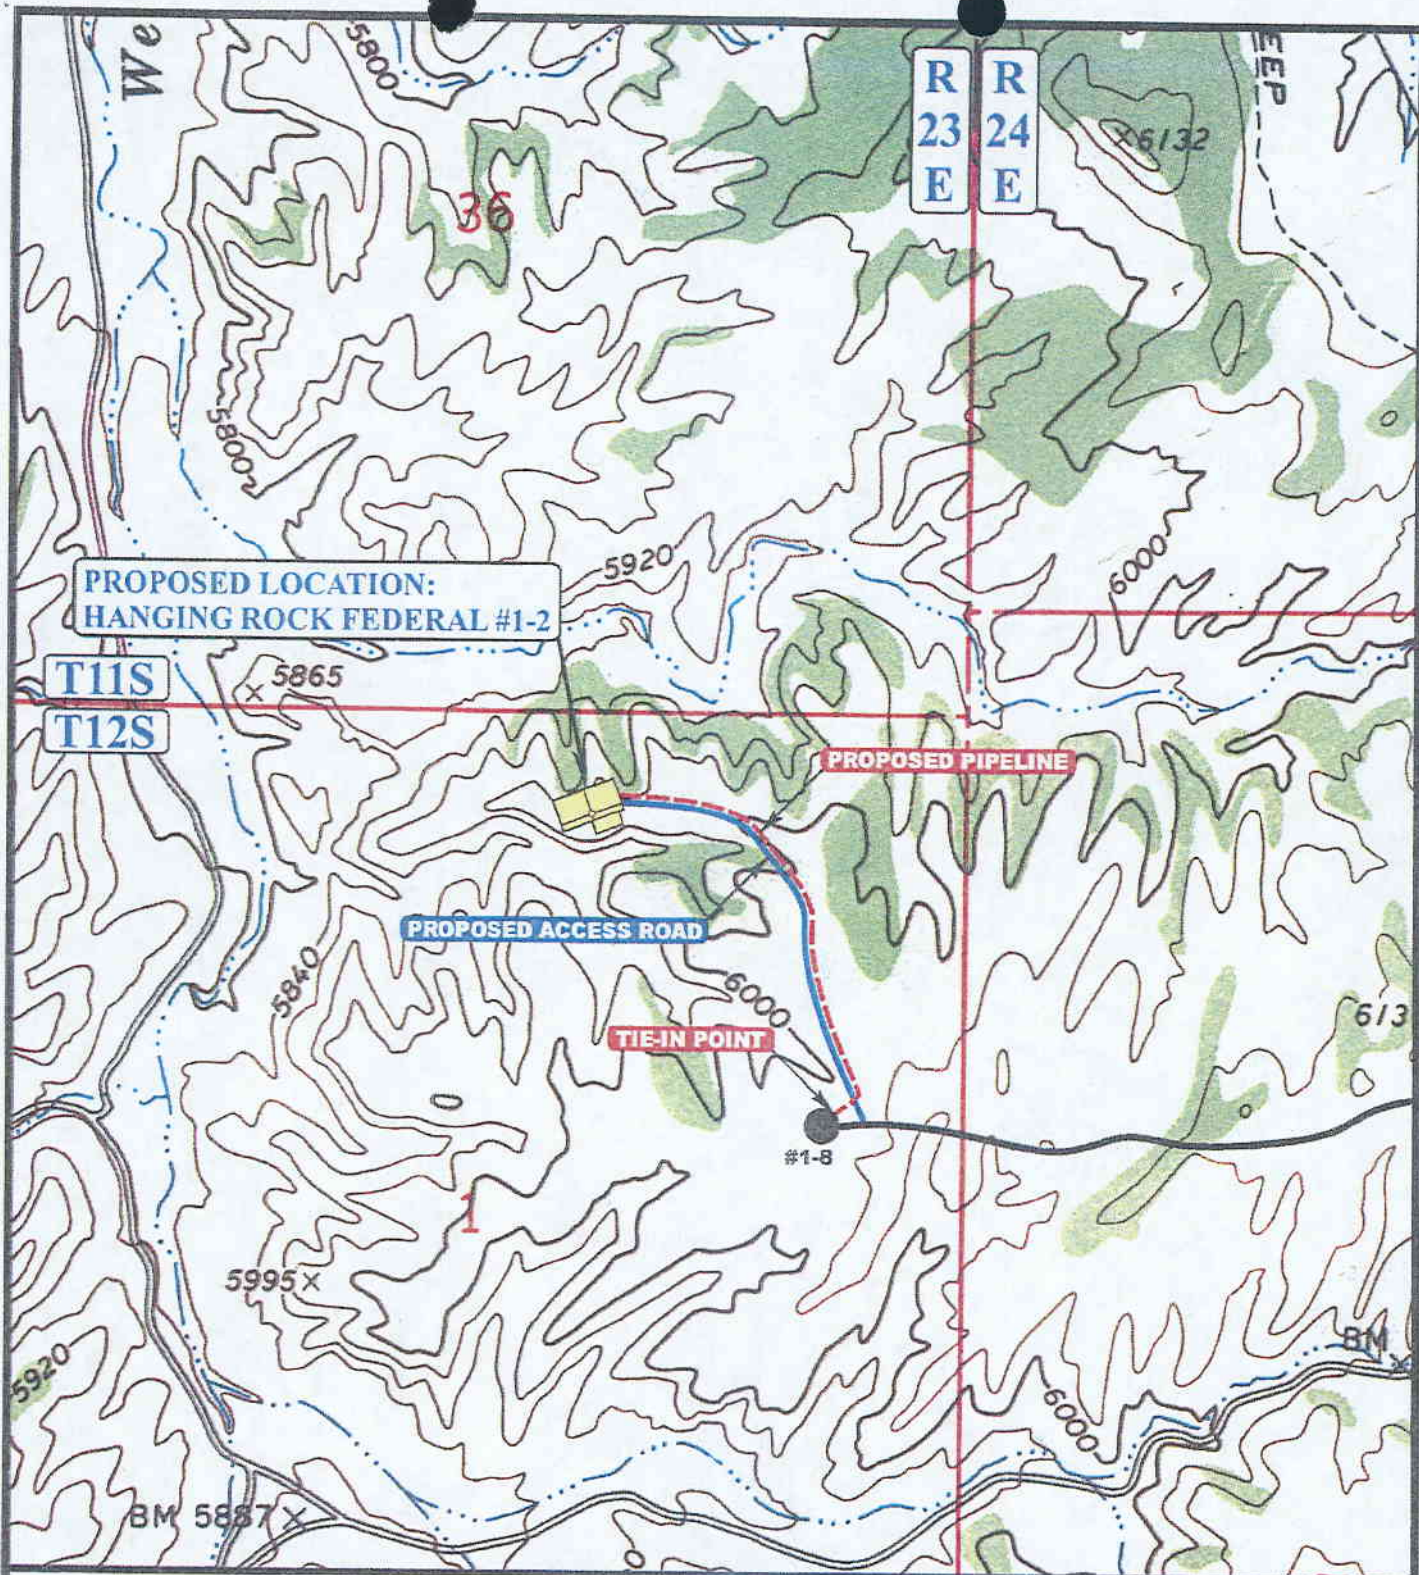 We
5800
R
23
E
R
24
E
EEP
×6132
36
5800
5920
6000
PROPOSED LOCATION:
HANGING ROCK FEDERAL #1-2
T11S
×5865
T12S
PROPOSED PIPELINE
PROPOSED ACCESS ROAD
5840
6000
613
TIE-IN POINT
#1-8
1
5995×
5920
BM ×
6000
BM 5887 ×